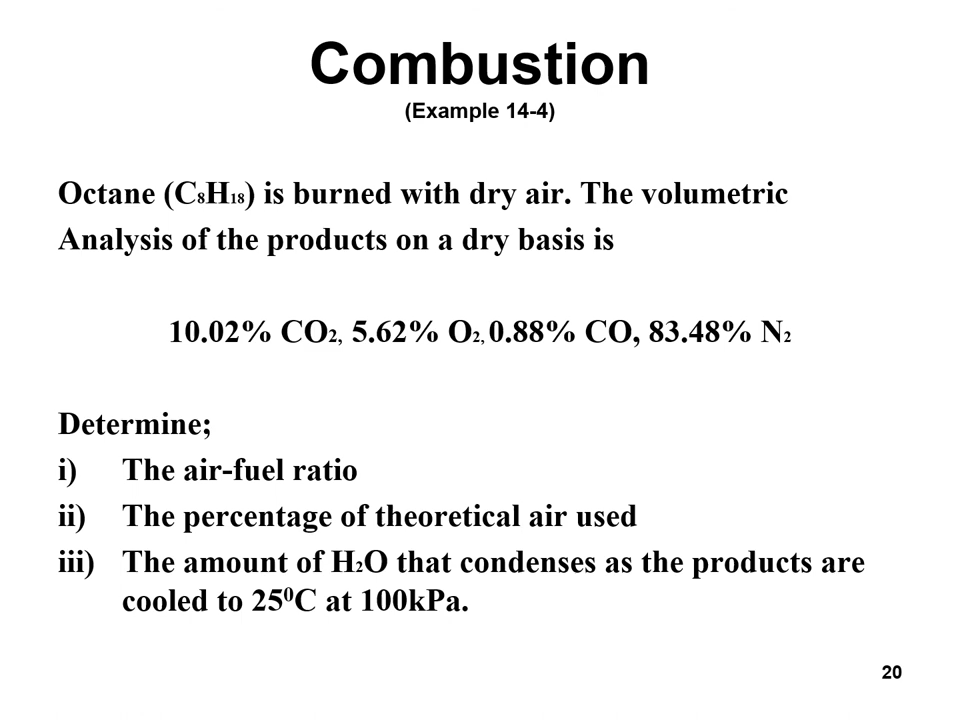 Combustion
(Example 14-4)
Octane (C₈H₁₈) is burned with dry air. The volumetric
Analysis of the products on a dry basis is
10.02% CO₂, 5.62% O₂, 0.88% CO, 83.48% N₂
Determine;
i) The air-fuel ratio
ii) The percentage of theoretical air used
iii) The amount of H₂O that condenses as the products are
cooled to 25⁰C at 100kPa.
20